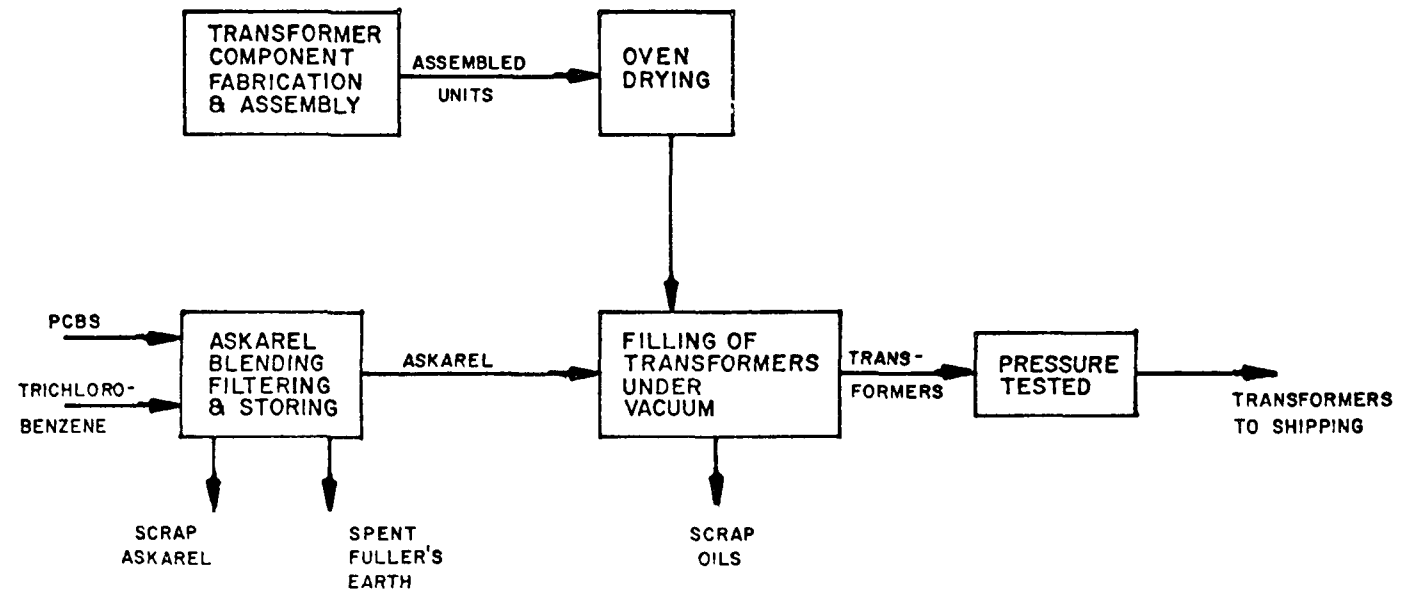 TRANSFORMER
COMPONENT
FABRICATION
& ASSEMBLY
ASSEMBLED
UNITS
OVEN
DRYING
PCBS
TRICHLORO-
BENZENE
ASKAREL
BLENDING
FILTERING
& STORING
ASKAREL
FILLING OF
TRANSFORMERS
UNDER
VACUUM
TRANS-
FORMERS
PRESSURE
TESTED
TRANSFORMERS
TO SHIPPING
SCRAP
ASKAREL
SPENT
FULLER'S
EARTH
SCRAP
OILS